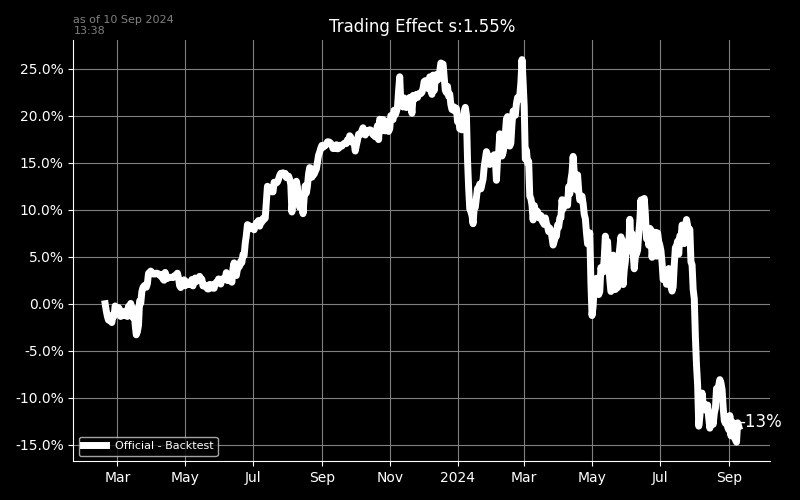 as of 10 Sep 2024
13:38
Trading Effect s:1.55%
25.0%
20.0%
15.0%
10.0%
5.0%
0.0%
-5.0%
-10.0%
-15.0%
-13%
Official - Backtest
Mar May Jul Sep Nov 2024 Mar May Jul Sep